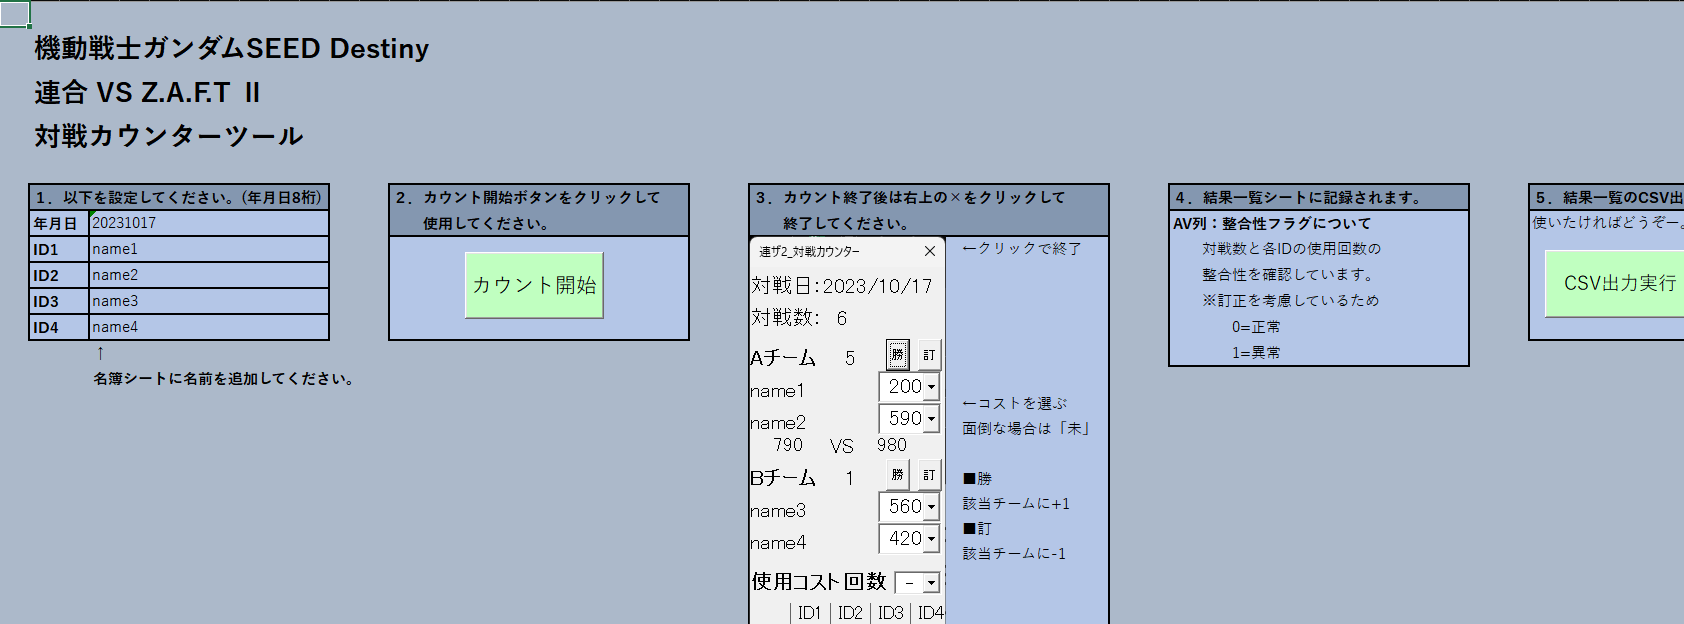 機動戦士ガンダムSEED Destiny
連合 VS Z.A.F.T Ⅱ
対戦カウンターツール
1．以下を設定してください。(年月日8桁)
年月日 20231017
ID1 name1
ID2 name2
ID3 name3
ID4 name4
↑
名簿シートに名前を追加してください。
2．カウント開始ボタンをクリックして
使用してください。
カウント開始
3．カウント終了後は右上の×をクリックして
終了してください。
連ザ2_対戦カウンター ×
←クリックで終了
対戦日:2023/10/17
対戦数: 6
Aチーム 5 勝 訂
name1 200
name2 590
←コストを選ぶ
面倒な場合は「未」
790 VS 980
Bチーム 1 勝 訂
name3 560
name4 420
■勝
該当チームに+1
■訂
該当チームに-1
使用コスト回数 -
ID1 ID2 ID3 ID4
4．結果一覧シートに記録されます。
AV列：整合性フラグについて
対戦数と各IDの使用回数の
整合性を確認しています。
※訂正を考慮しているため
0=正常
1=異常
5．結果一覧のCSV出
使いたければどうぞー。
CSV出力実行